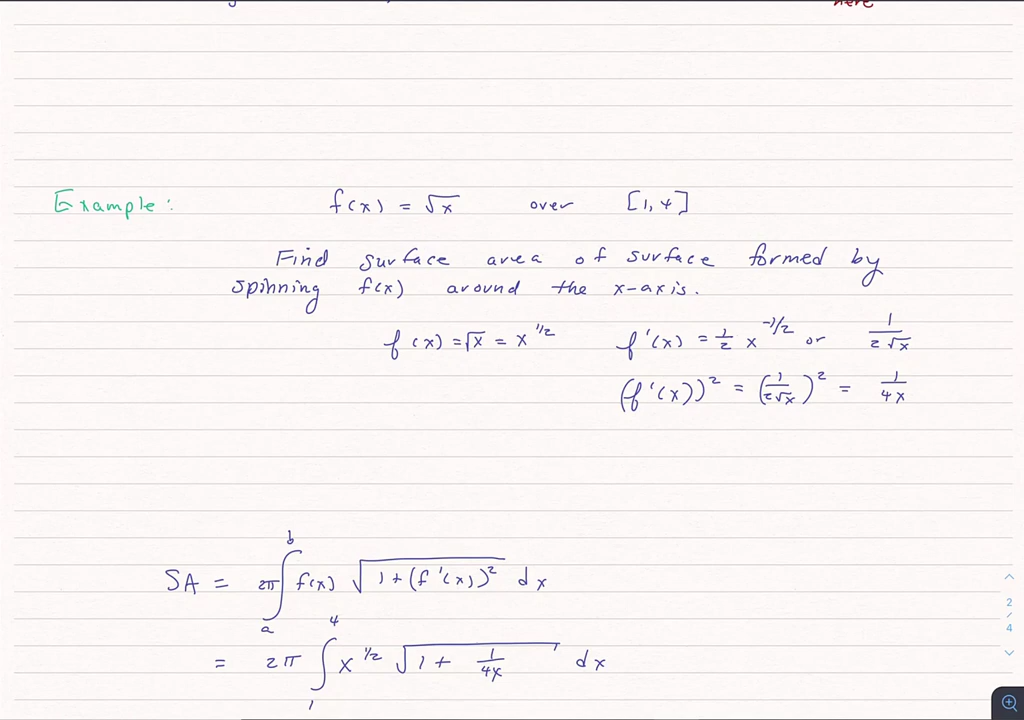 here
Example: f(x) = √x over [1,4]
Find surface area of surface formed by
spinning f(x) around the x-axis.
f(x) = √x = x^1/2 f'(x) = 1/2 x^-1/2 or 1/(2√x)
(f'(x))^2 = (1/(2√x))^2 = 1/(4x)
SA = 2π ∫_a^b f(x) √(1+(f'(x))^2) dx
= 2π ∫_1^4 x^1/2 √(1 + 1/(4x)) dx
2
/
4